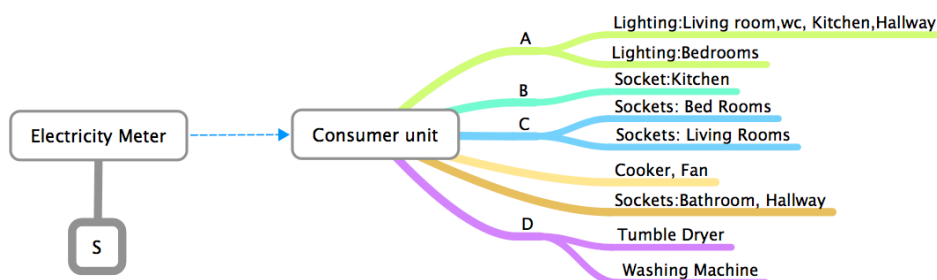 Lighting:Living room,wc, Kitchen,Hallway
A
Lighting:Bedrooms
Socket:Kitchen
B
Sockets: Bed Rooms
C
Electricity Meter
Consumer unit
Sockets: Living Rooms
Cooker, Fan
Sockets:Bathroom, Hallway
D
Tumble Dryer
S
Washing Machine